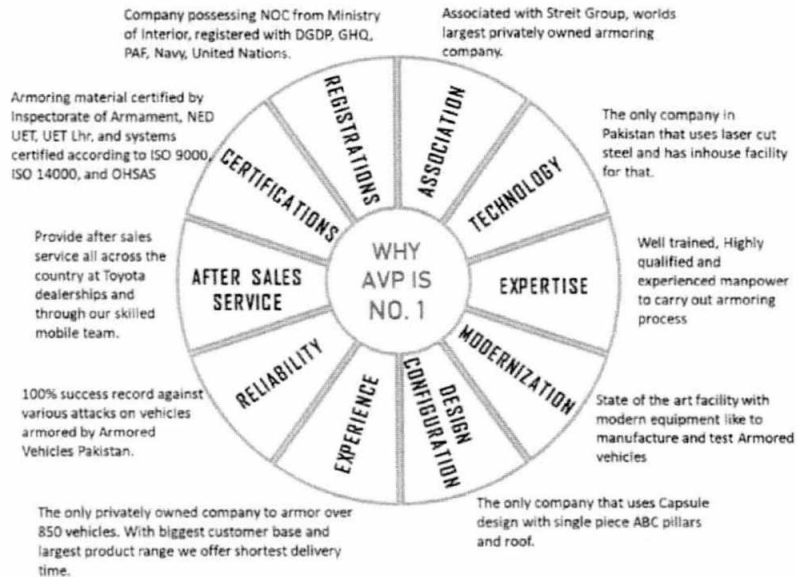 Company possessing NOC from Ministry
of Interior, registered with DGDP, GHQ,
PAF, Navy, United Nations.
Associated with Streit Group, worlds
largest privately owned armoring
company.
Armoring material certified by
Inspectorate of Armament, NED
UET, UET Lhr, and systems
certified according to ISO 9000,
ISO 14000, and OHSAS
The only company in
Pakistan that uses laser cut
steel and has inhouse facility
for that.
Provide after sales
service all across the
country at Toyota
dealerships and
through our skilled
mobile team.
Well trained, Highly
qualified and
experienced manpower
to carry out armoring
process
100% success record against
various attacks on vehicles
armored by Armored
Vehicles Pakistan.
State of the art facility with
modern equipment like to
manufacture and test Armored
vehicles
The only privately owned company to armor over
850 vehicles. With biggest customer base and
largest product range we offer shortest delivery
time.
The only company that uses Capsule
design with single piece ABC pillars
and roof.
WHY
AVP IS
NO. 1
REGISTRATIONS
ASSOCIATION
TECHNOLOGY
EXPERTISE
MODERNIZATION
DESIGN
CONFIGURATION
EXPERIENCE
RELIABILITY
AFTER SALES
SERVICE
CERTIFICATIONS